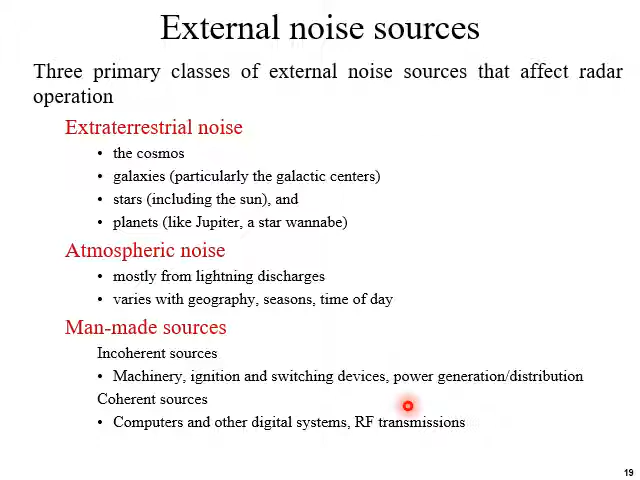 External noise sources
Three primary classes of external noise sources that affect radar
operation
Extraterrestrial noise
• the cosmos
• galaxies (particularly the galactic centers)
• stars (including the sun), and
• planets (like Jupiter, a star wannabe)
Atmospheric noise
• mostly from lightning discharges
• varies with geography, seasons, time of day
Man-made sources
Incoherent sources
• Machinery, ignition and switching devices, power generation/distribution
Coherent sources
• Computers and other digital systems, RF transmissions
19